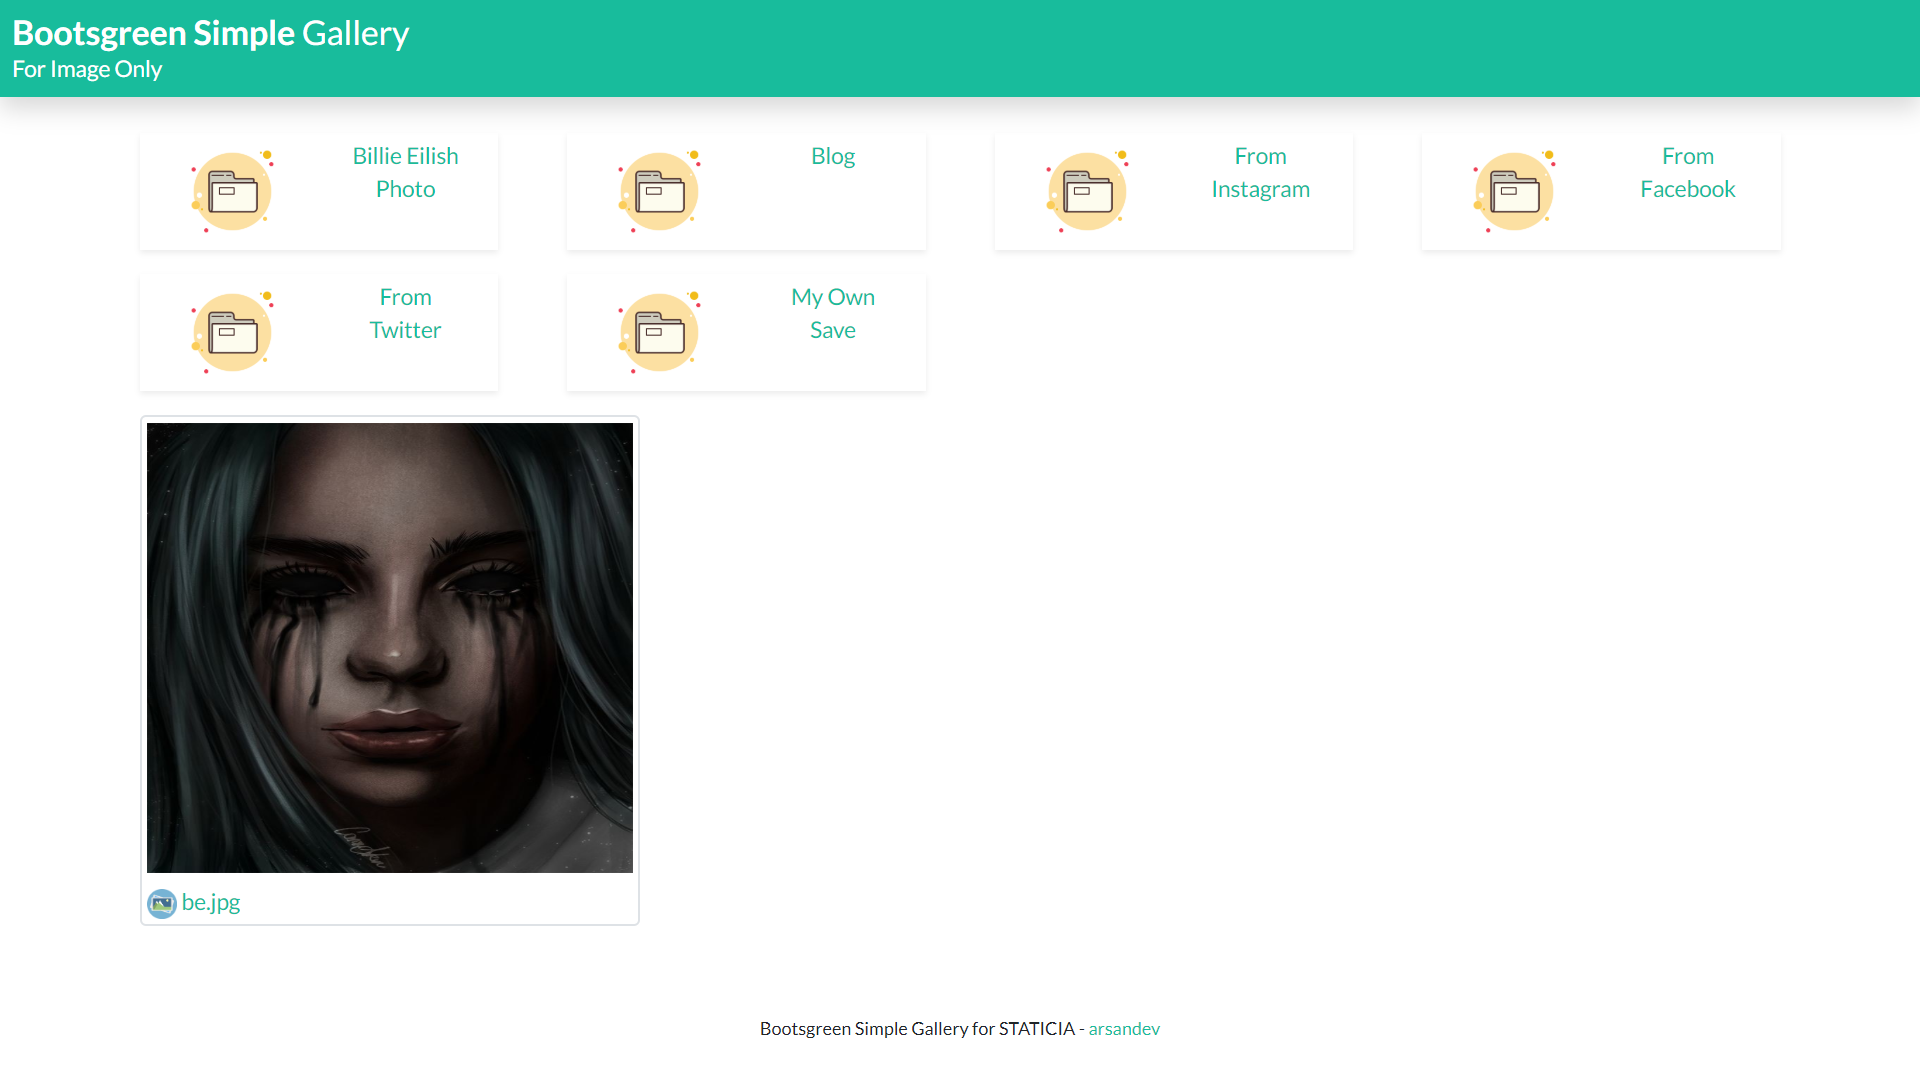 Bootsgreen Simple Gallery
For Image Only
Billie Eilish
Photo
Blog
From
Instagram
From
Facebook
From
Twitter
My Own
Save
be.jpg
Bootsgreen Simple Gallery for STATICIA - arsandev